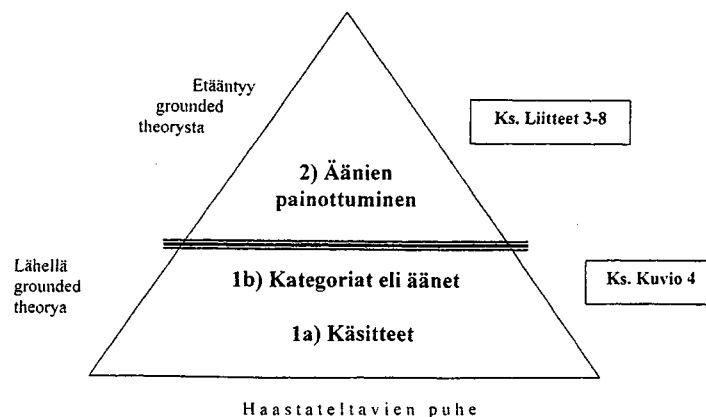 Etääntyy
grounded
theorysta
Ks. Liitteet 3-8
2) Äänien
painottuminen
Lähellä
grounded
theorya
1b) Kategoriat eli äänet
Ks. Kuvio 4
1a) Käsitteet
Haastateltavien puhe